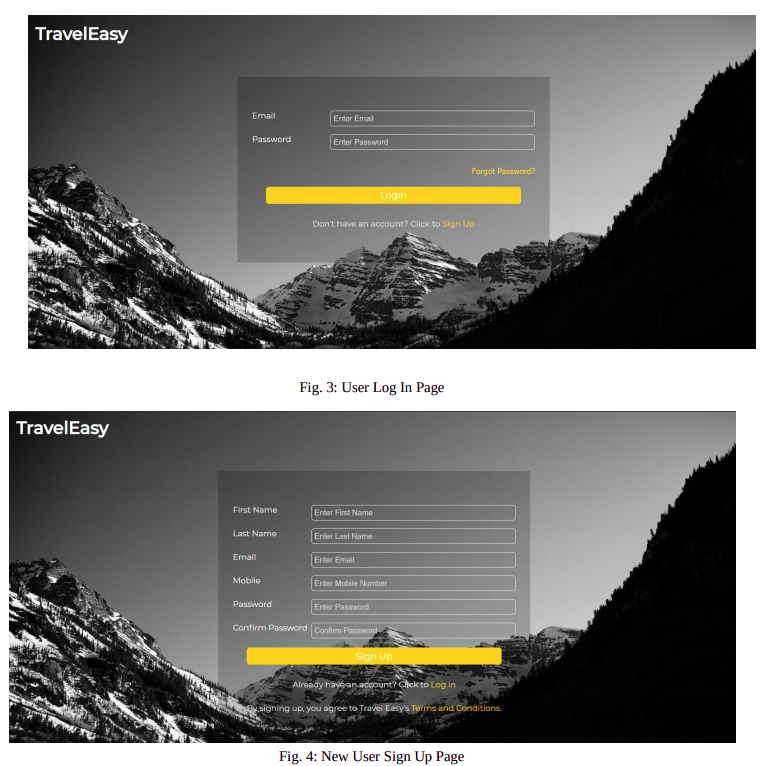 TravelEasy
Email
Enter Email
Password
Enter Password
Forgot Password?
Login
Don't have an account? Click to Sign Up
Fig. 3: User Log In Page
TravelEasy
First Name
Enter First Name
Last Name
Enter Last Name
Email
Enter Email
Mobile
Enter Mobile Number
Password
Enter Password
Confirm Password
Confirm Password
Sign Up
Already have an account? Click to Log in
By signing up, you agree to Travel Easy's Terms and Conditions.
Fig. 4: New User Sign Up Page